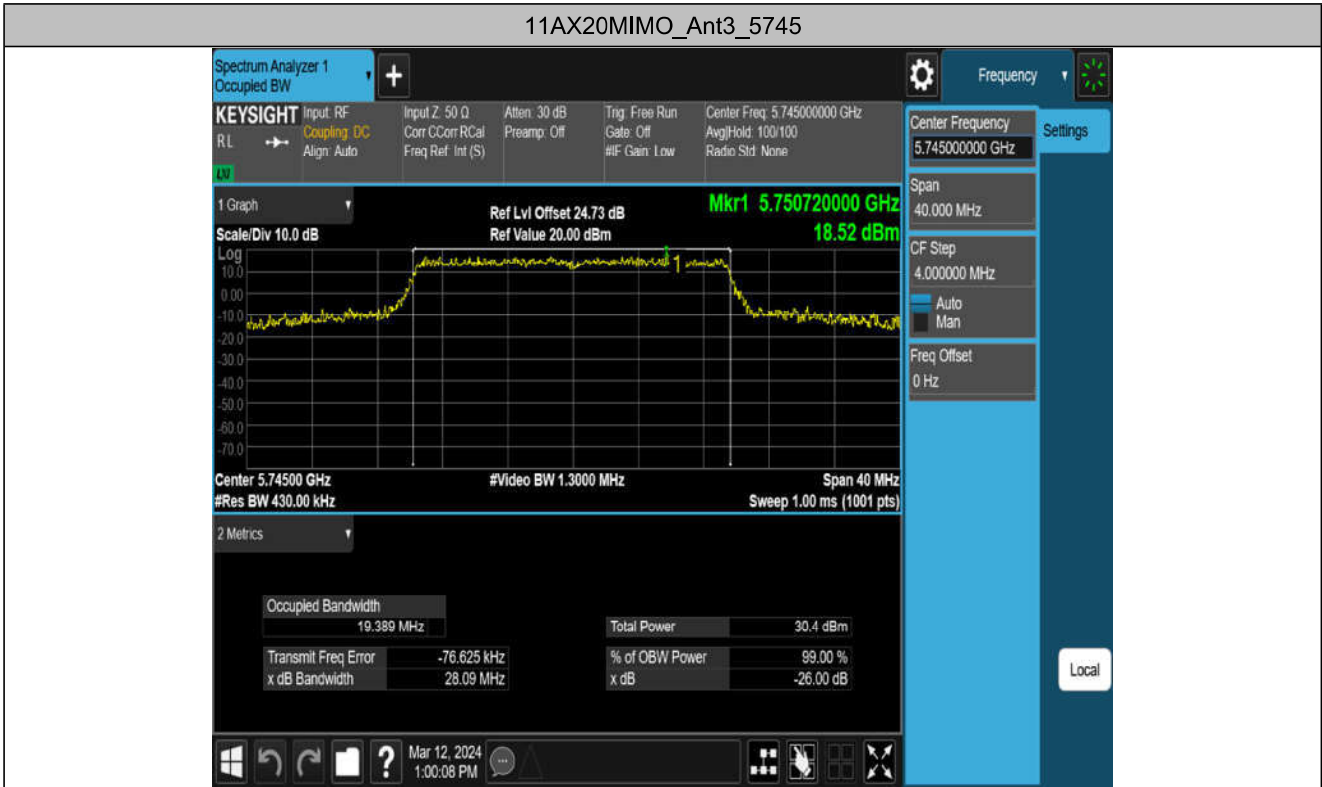 11AX20MIMO_Ant3_5745
Spectrum Analyzer 1
Occupied BW
Frequency
KEYSIGHT
RL
Input: RF
Coupling: DC
Align: Auto
Input Z: 50 Ω
Corr CCorr RCal
Freq Ref: Int (S)
Atten: 30 dB
Preamp: Off
Trig: Free Run
Gate: Off
#IF Gain: Low
Center Freq: 5.745000000 GHz
Avg|Hold: 100/100
Radio Std: None
Center Frequency
5.745000000 GHz
Settings
Span
40.000 MHz
CF Step
4.000000 MHz
Auto
Man
Freq Offset
0 Hz
1 Graph
Scale/Div 10.0 dB
Ref Lvl Offset 24.73 dB
Ref Value 20.00 dBm
Mkr1 5.750720000 GHz
18.52 dBm
Log
10.0
0.00
-10.0
-20.0
-30.0
-40.0
-50.0
-60.0
-70.0
1
Center 5.74500 GHz
#Res BW 430.00 kHz
#Video BW 1.3000 MHz
Span 40 MHz
Sweep 1.00 ms (1001 pts)
2 Metrics
Occupied Bandwidth
19.389 MHz
Total Power 30.4 dBm
Transmit Freq Error -76.625 kHz
% of OBW Power 99.00 %
x dB Bandwidth 28.09 MHz
x dB -26.00 dB
Local
?
Mar 12, 2024
1:00:08 PM